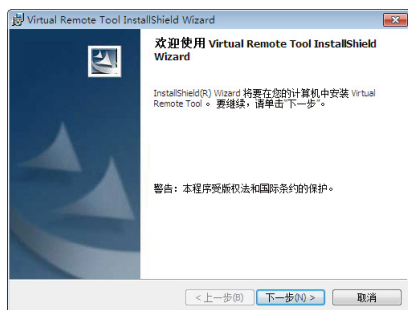 Virtual Remote Tool InstallShield Wizard
欢迎使用 Virtual Remote Tool InstallShield
Wizard
InstallShield(R) Wizard 将要在您的计算机中安装 Virtual
Remote Tool。 要继续，请单击“下一步”。
警告：本程序受版权法和国际条约的保护。
<上一步(B)
下一步(N) >
取消